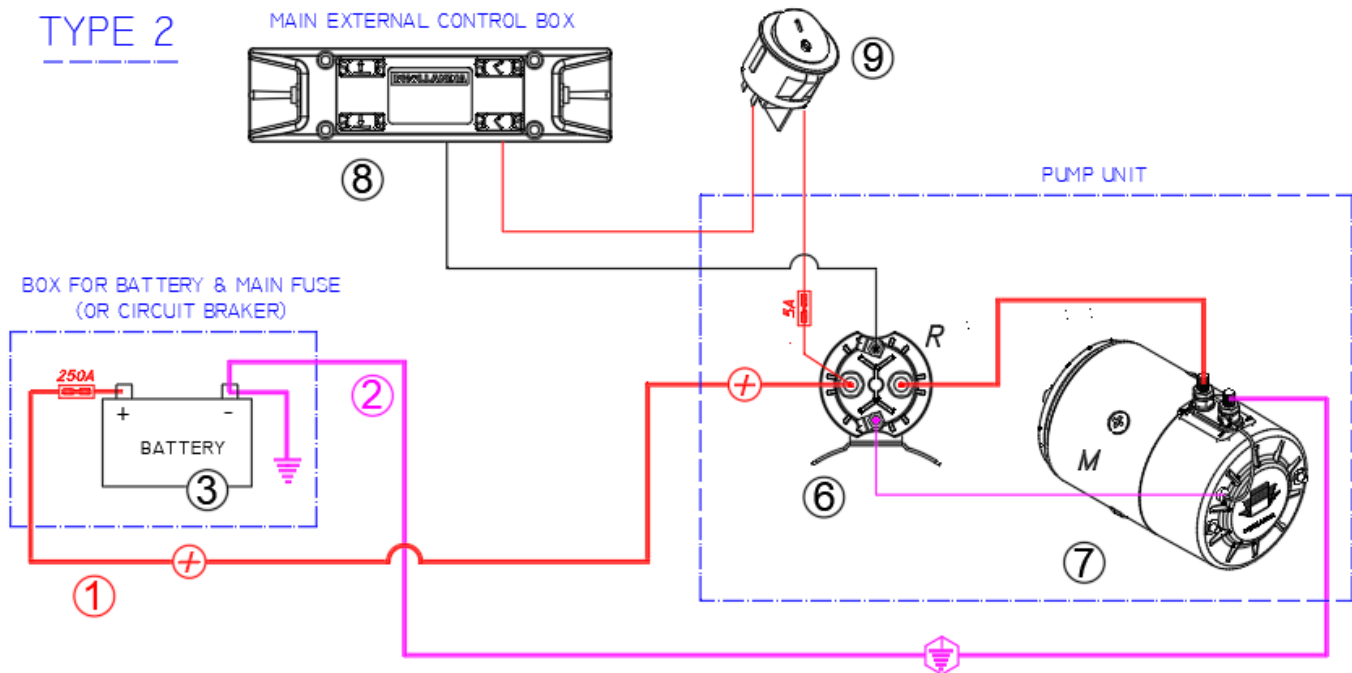 TYPE 2
MAIN EXTERNAL CONTROL BOX
9
8
PUMP UNIT
BOX FOR BATTERY & MAIN FUSE
(OR CIRCUIT BRAKER)
5A
R
250A
2
+
+ -
BATTERY
3
M
6
7
+
1